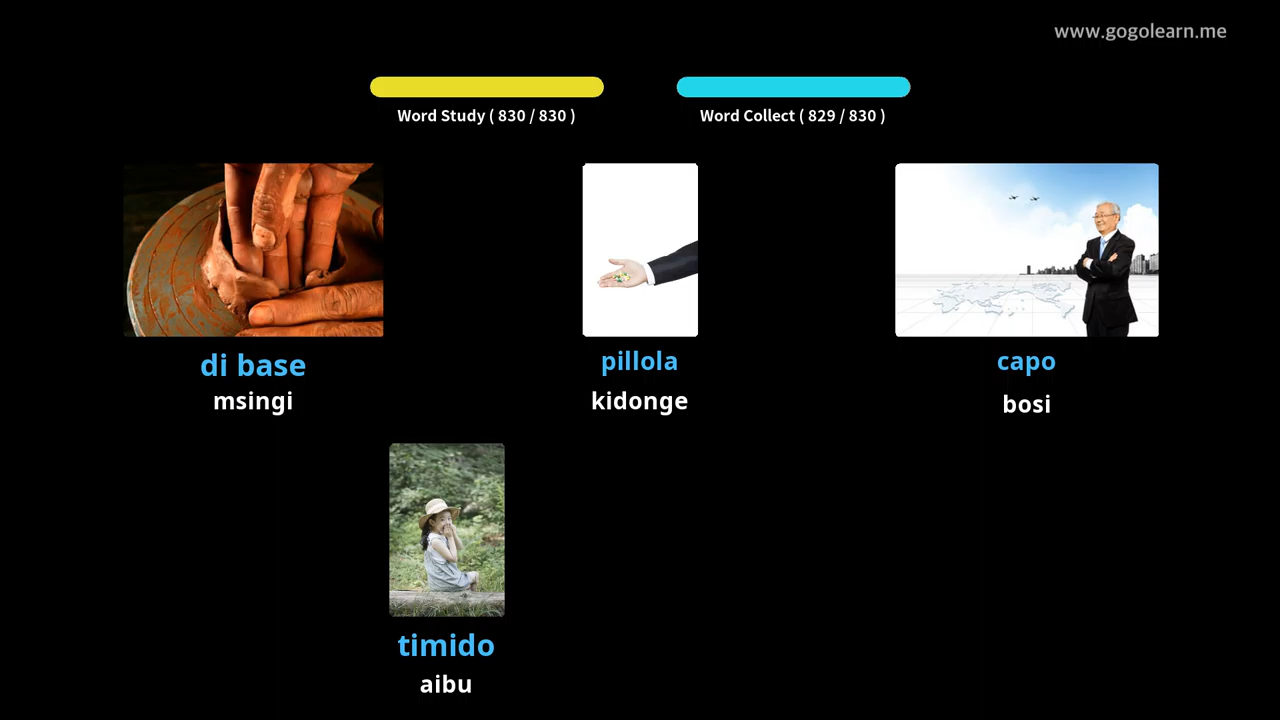 www.gogolearn.me
Word Study ( 830 / 830 )
Word Collect ( 829 / 830 )
di base
msingi
pillola
kidonge
capo
bosi
timido
aibu